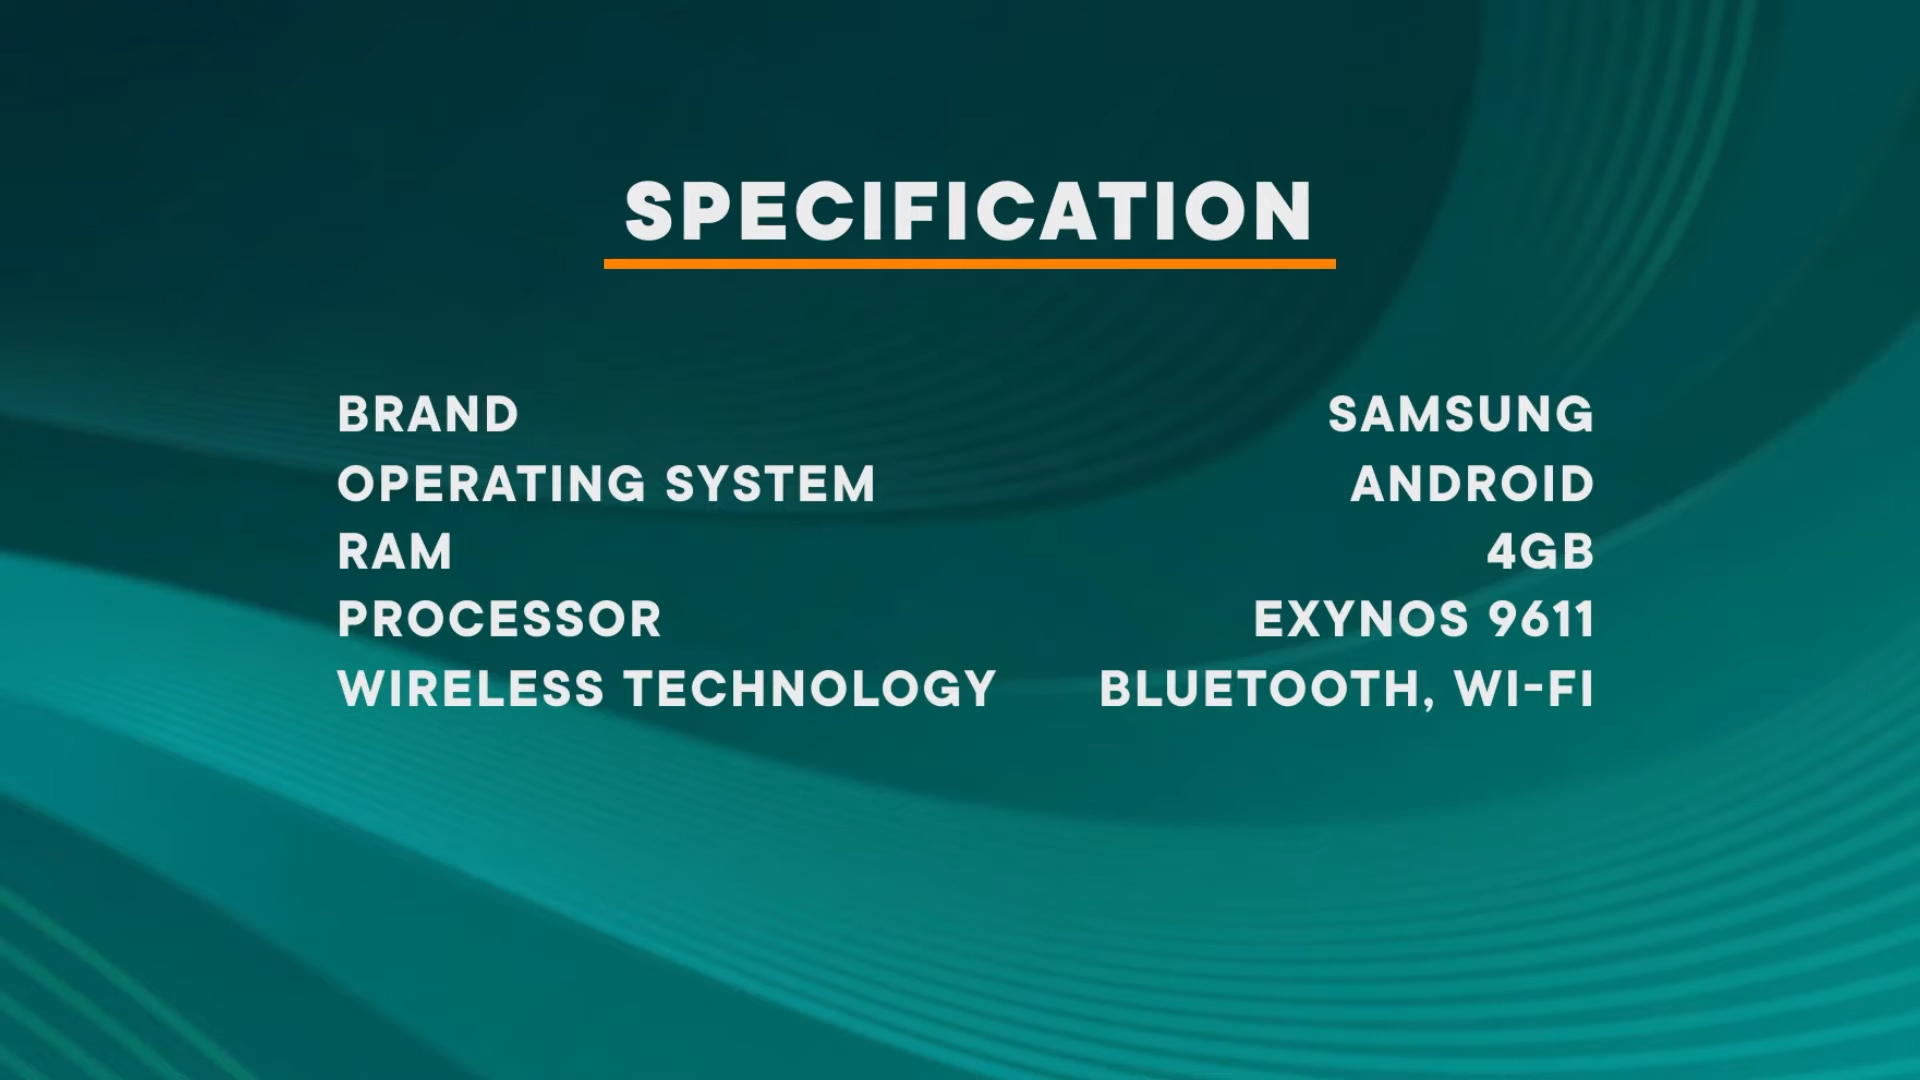 SPECIFICATION
BRAND SAMSUNG
OPERATING SYSTEM ANDROID
RAM 4GB
PROCESSOR EXYNOS 9611
WIRELESS TECHNOLOGY BLUETOOTH, WI-FI